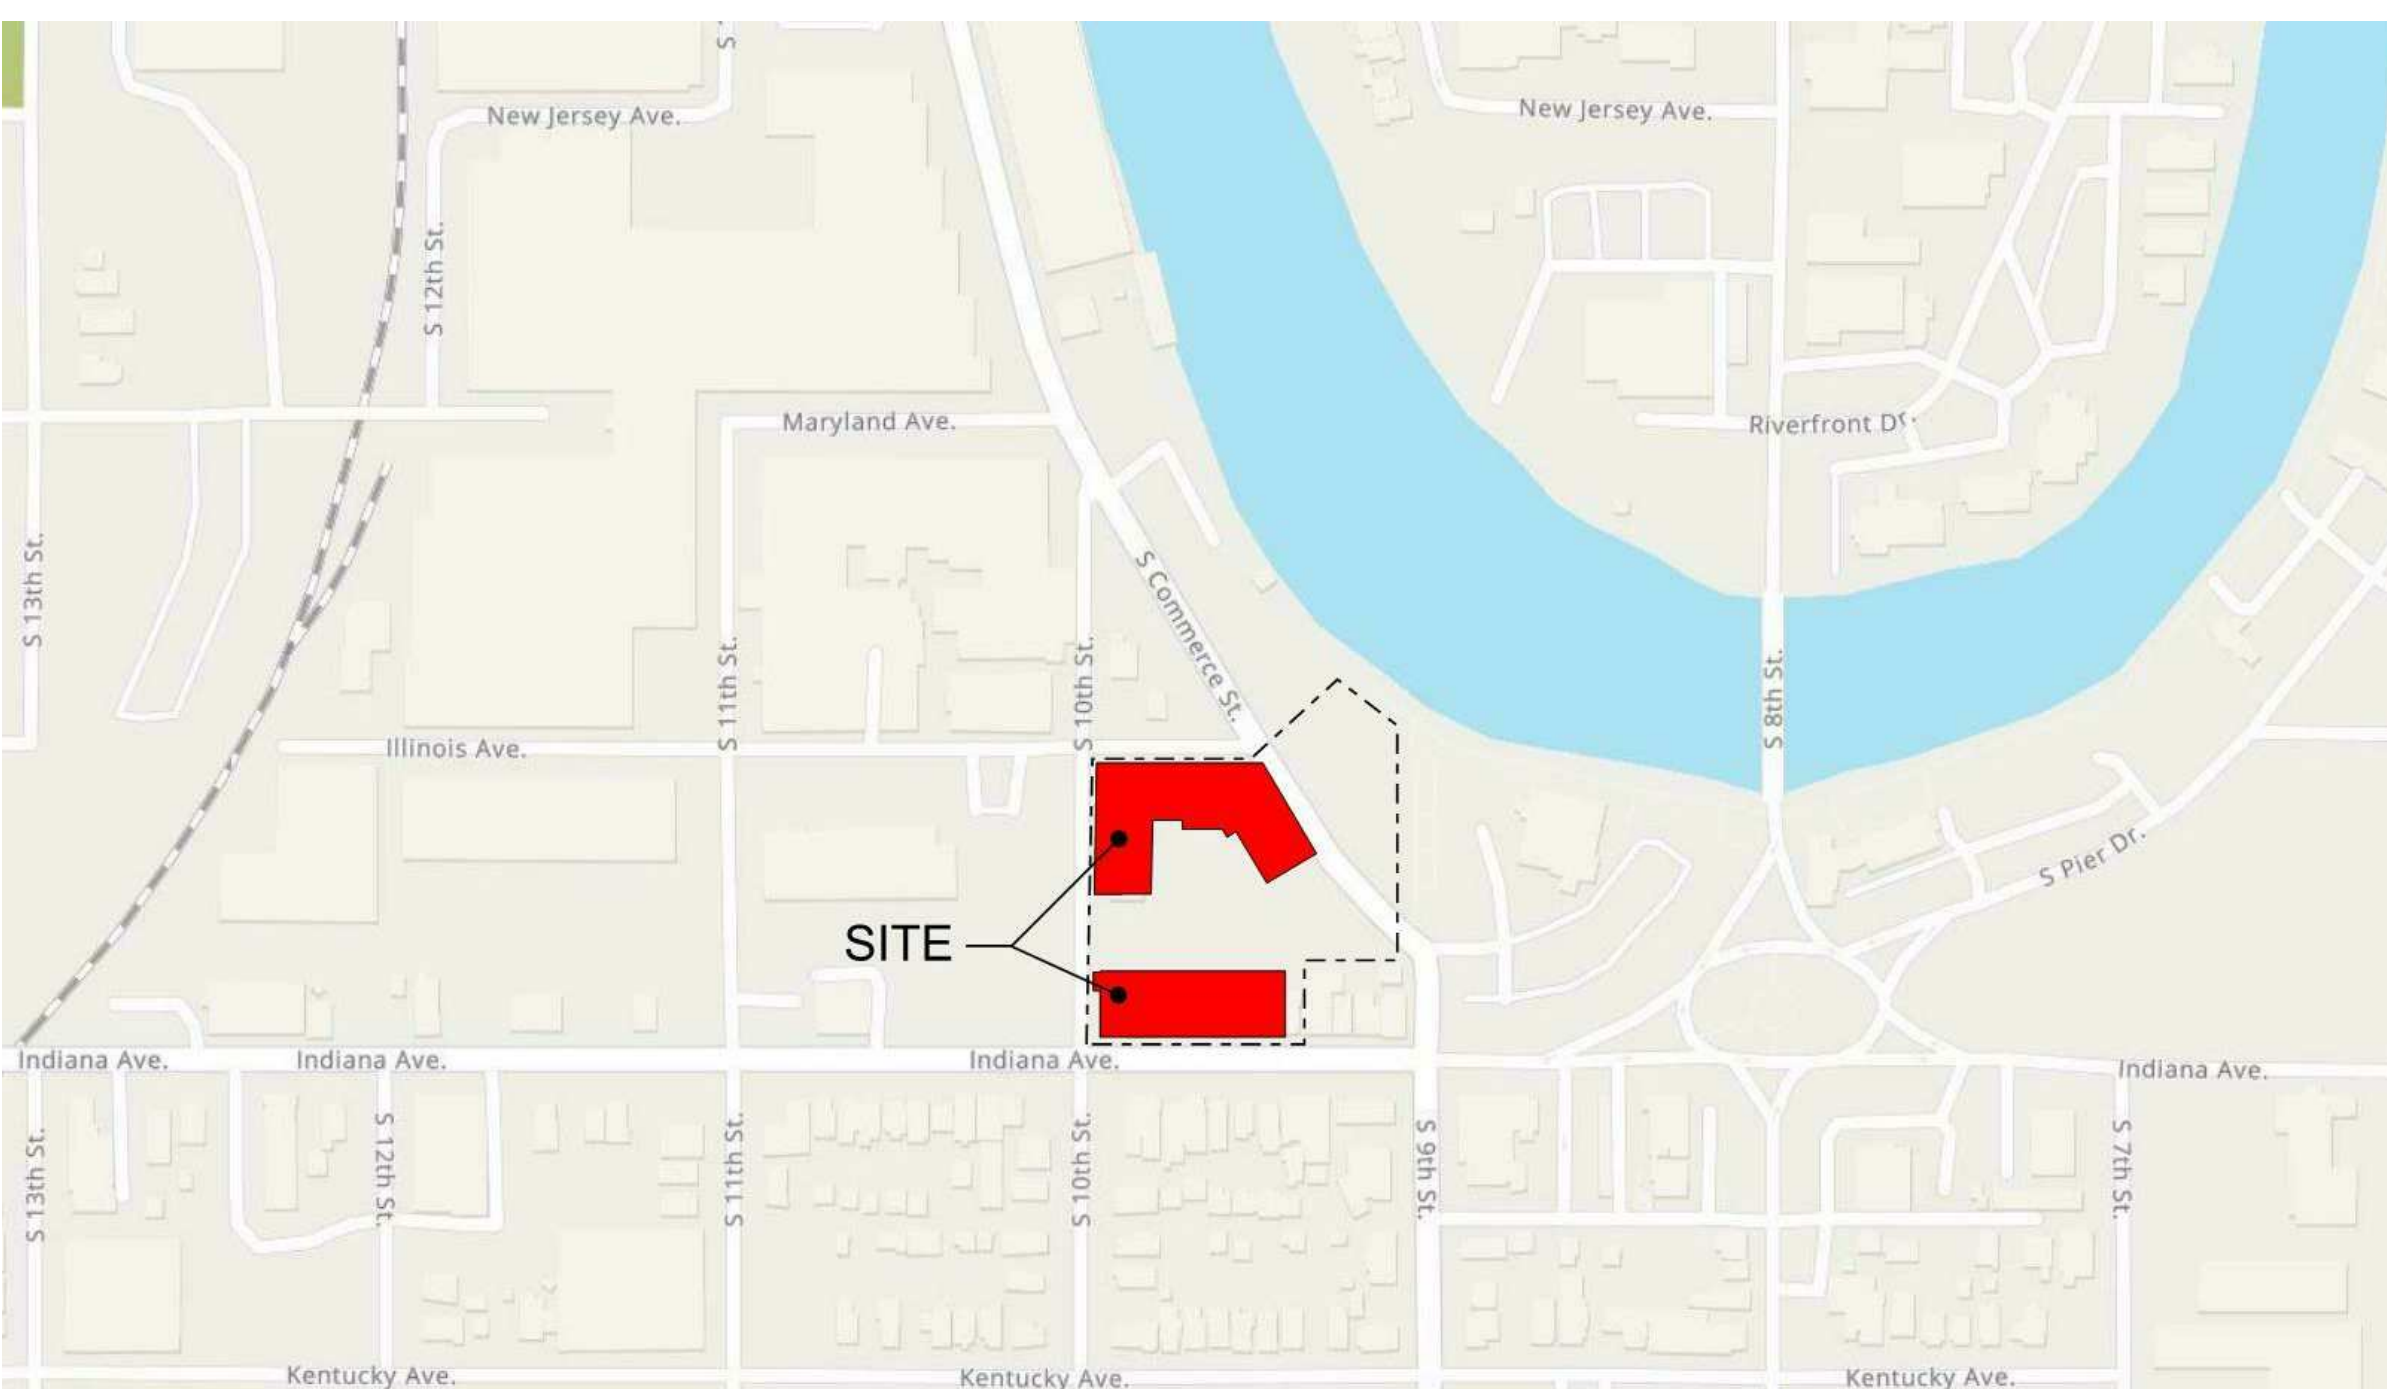 S
New Jersey Ave.
New Jersey Ave.
S 12th St.
Maryland Ave.
Riverfront Dr.
S 13th St.
S Commerce St.
S 11th St.
S 10th St.
S 8th St.
Illinois Ave.
S Pier Dr.
SITE
Indiana Ave.
Indiana Ave.
Indiana Ave.
Indiana Ave.
S 13th St.
S 12th St.
S 11th St.
S 10th St.
S 9th St.
S 7th St.
Kentucky Ave.
Kentucky Ave.
Kentucky Ave.